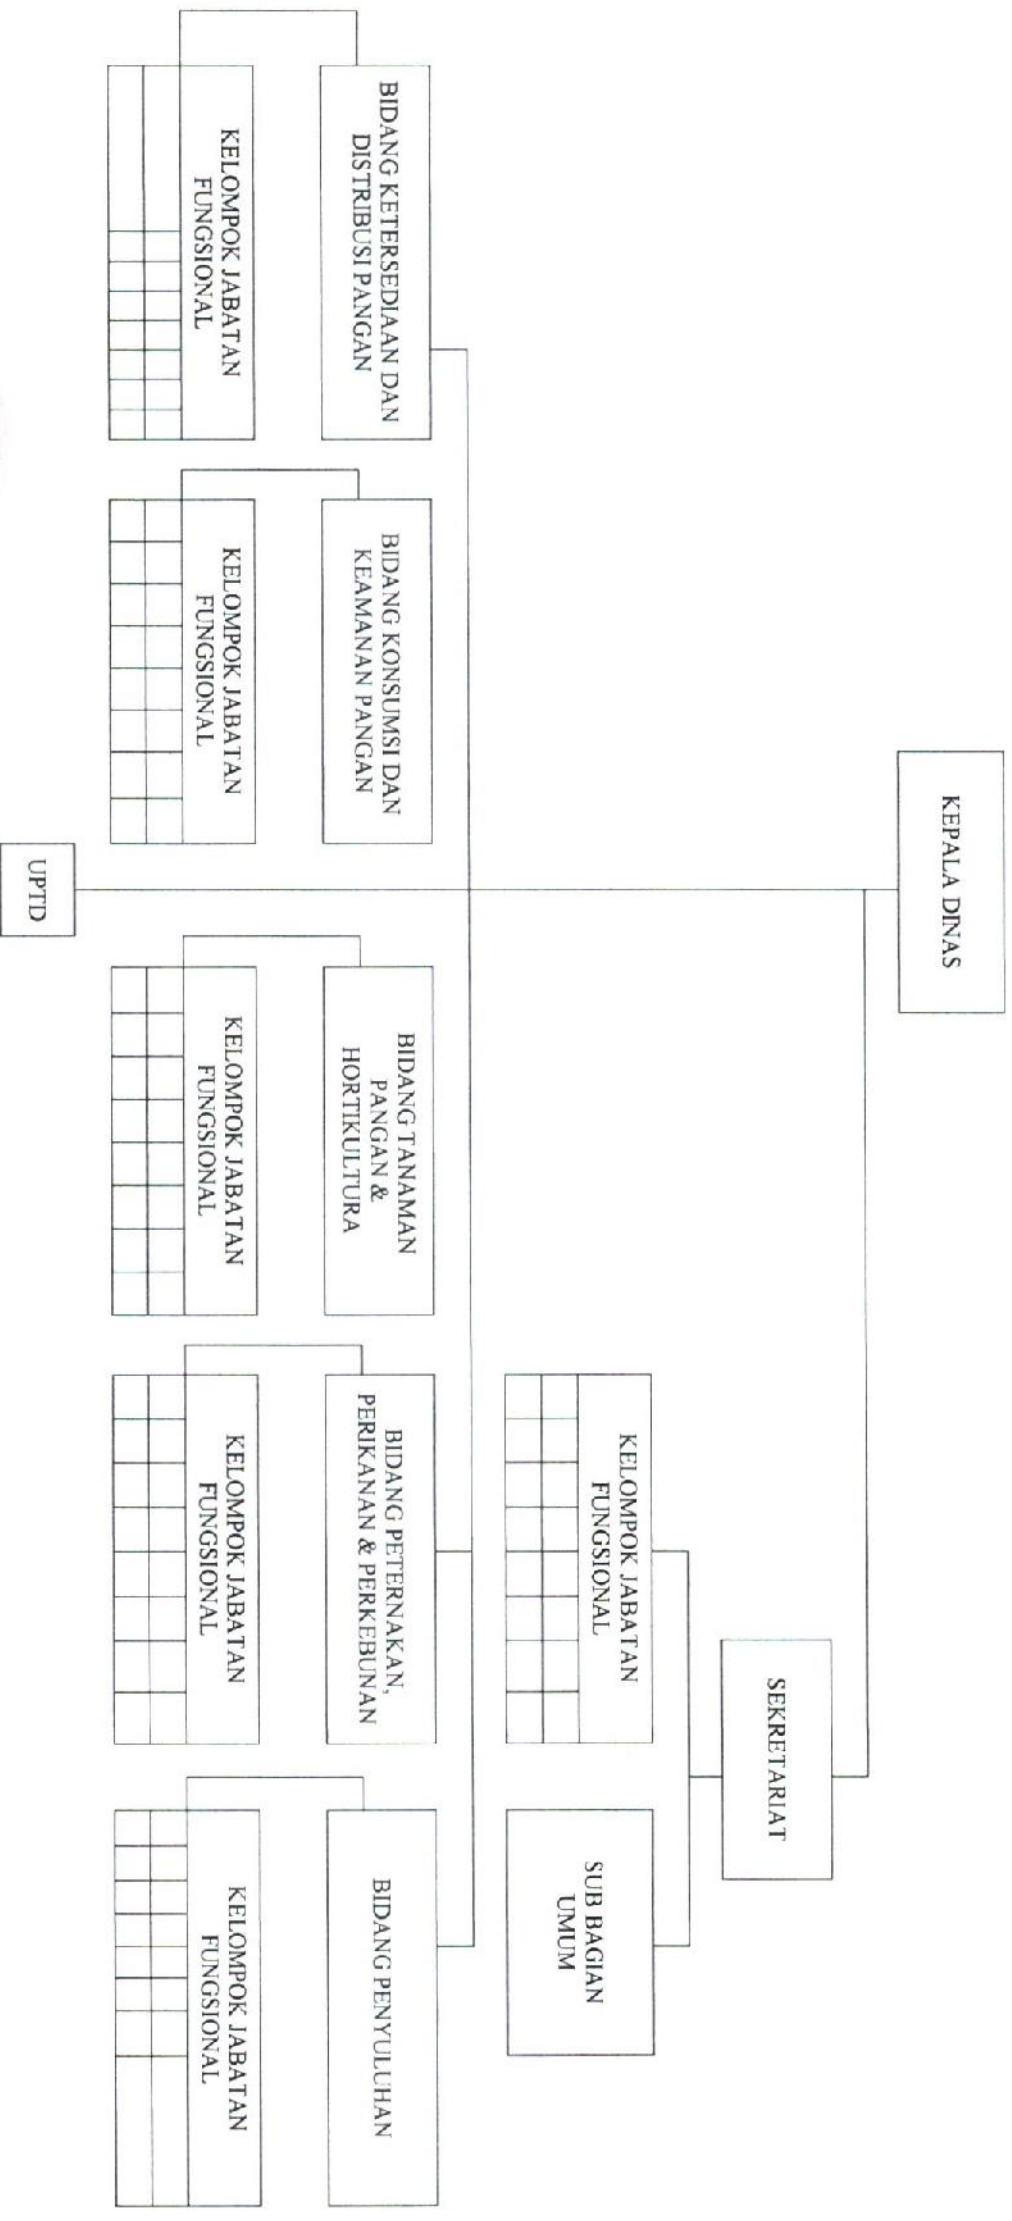 KEPALA DINAS
SEKRETARIAT
KELOMPOK JABATAN
FUNGSIONAL
SUB BAGIAN
UMUM
BIDANG KETERSEDIAAN DAN
DISTRIBUSI PANGAN
BIDANG KONSUMSI DAN
KEAMANAN PANGAN
BIDANG TANAMAN
PANGAN &
HORTIKULTURA
BIDANG PETERNAKAN,
PERIKANAN & PERKEBUNAN
BIDANG PENYULUHAN
KELOMPOK JABATAN
FUNGSIONAL
KELOMPOK JABATAN
FUNGSIONAL
KELOMPOK JABATAN
FUNGSIONAL
KELOMPOK JABATAN
FUNGSIONAL
KELOMPOK JABATAN
FUNGSIONAL
UPTD